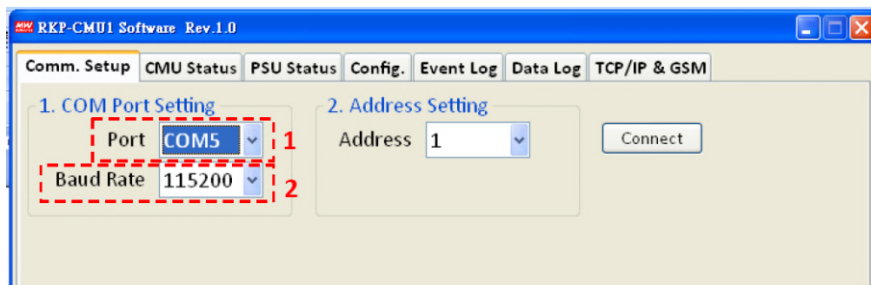 MW RKP-CMU1 Software Rev.1.0
Comm. Setup CMU Status PSU Status Config. Event Log Data Log TCP/IP & GSM
1. COM Port Setting 2. Address Setting
Port COM5 1 Address 1 Connect
Baud Rate 115200 2